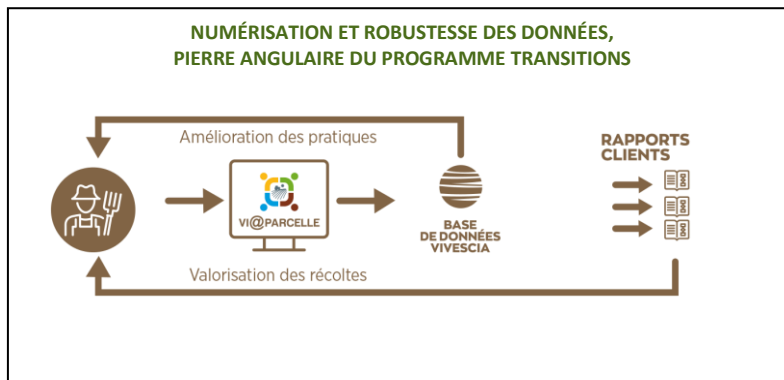 NUMÉRISATION ET ROBUSTESSE DES DONNÉES,
PIERRE ANGULAIRE DU PROGRAMME TRANSITIONS
Amélioration des pratiques
RAPPORTS
CLIENTS
VI@PARCELLE
BASE
DE DONNÉES
VIVESCIA
Valorisation des récoltes